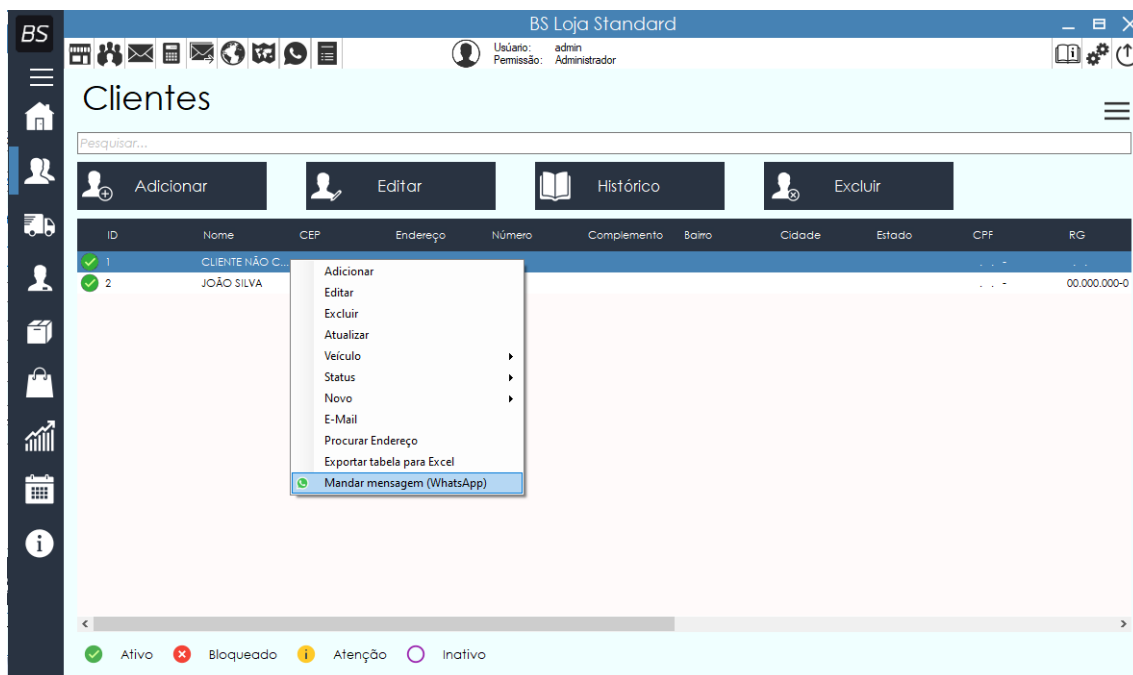 BS Loja Standard
BS
Usúario: admin
Permissão: Administrador
Clientes
Pesquisar...
Adicionar Editar Histórico Excluir
ID Nome CEP Endereço Número Complemento Bairro Cidade Estado CPF RG
1 CLIENTE NÃO C... . . - . .
2 JOÃO SILVA . . - 00.000.000-0
Adicionar
Editar
Excluir
Atualizar
Veículo
Status
Novo
E-Mail
Procurar Endereço
Exportar tabela para Excel
Mandar mensagem (WhatsApp)
Ativo Bloqueado Atenção Inativo